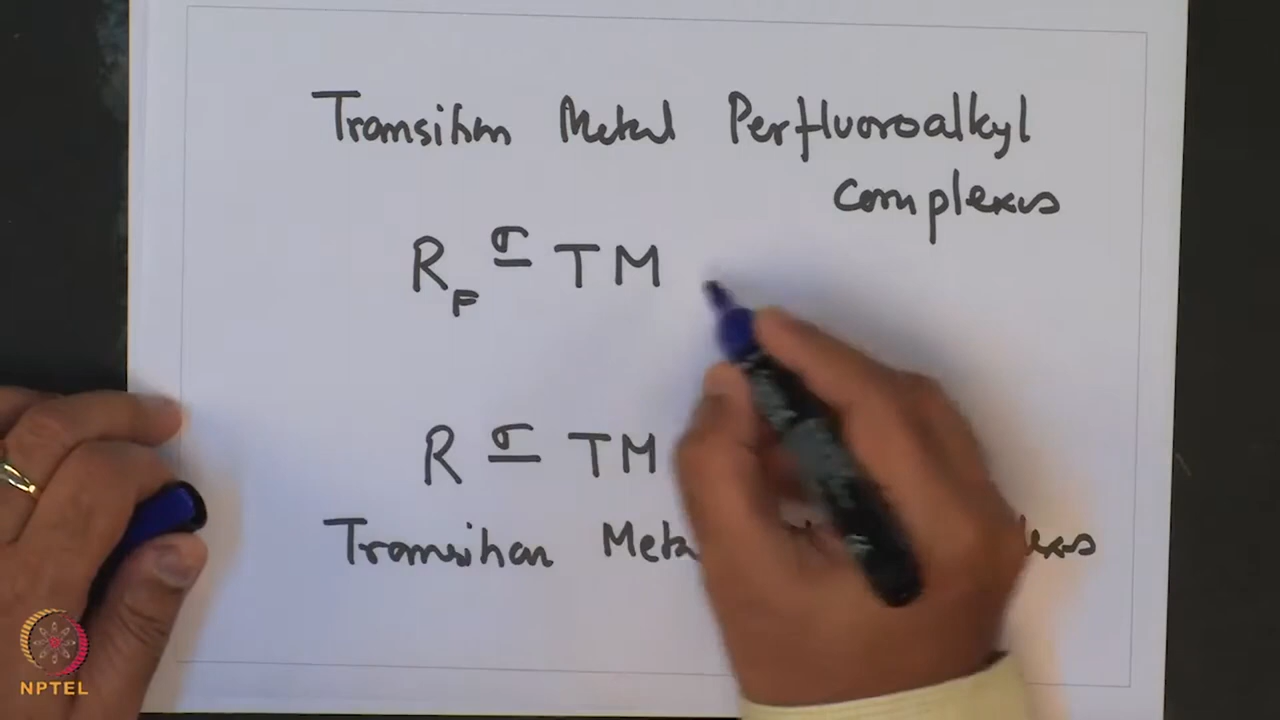 Transition Metal Perfluoroalkyl
complexes
R_F σ— TM
R σ— TM
Transition Meta
NPTEL